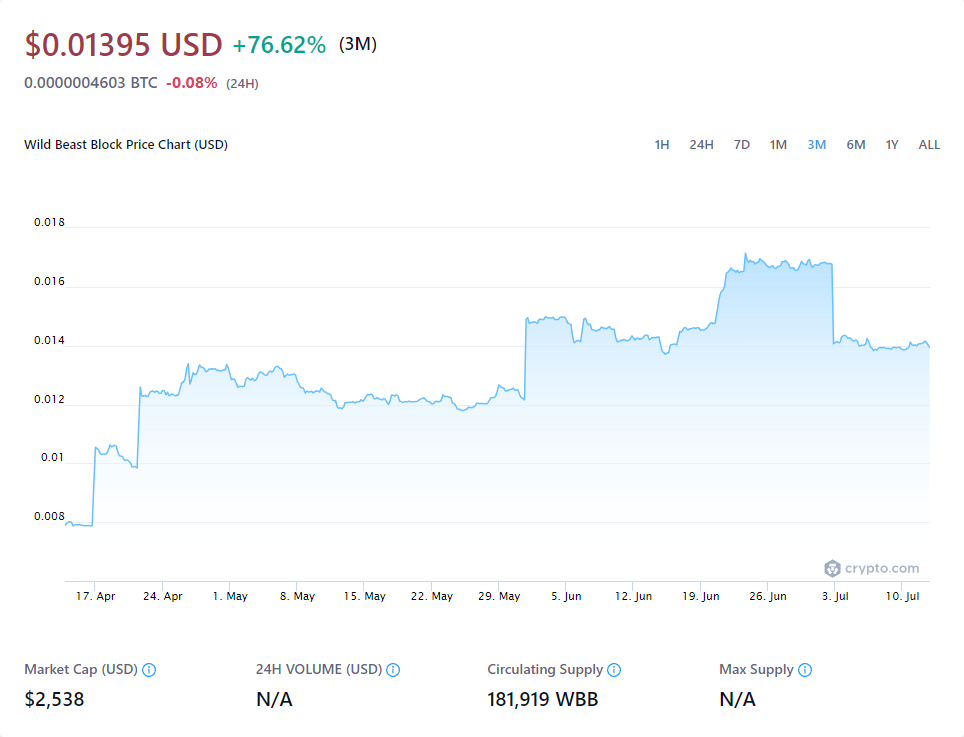 $0.01395 USD +76.62% (3M)
0.0000004603 BTC -0.08% (24H)
Wild Beast Block Price Chart (USD) 1H 24H 7D 1M 3M 6M 1Y ALL
0.018
0.016
0.014
0.012
0.01
0.008
crypto.com
17. Apr 24. Apr 1. May 8. May 15. May 22. May 29. May 5. Jun 12. Jun 19. Jun 26. Jun 3. Jul 10. Jul
Market Cap (USD) 24H VOLUME (USD) Circulating Supply Max Supply
$2,538 N/A 181,919 WBB N/A